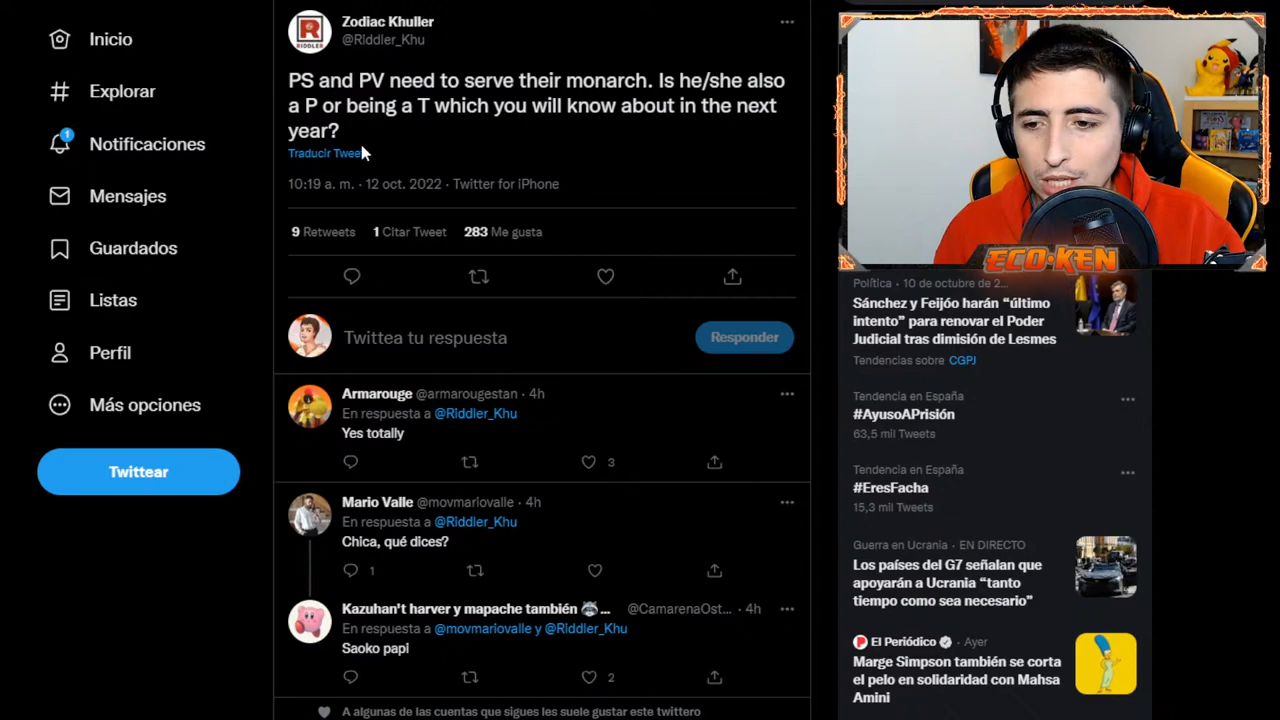 Inicio
Explorar
1
Notificaciones
Mensajes
Guardados
Listas
Perfil
Más opciones
Twittear
RIDDLER
Zodiac Khuller
@Riddler_Khu
PS and PV need to serve their monarch. Is he/she also
a P or being a T which you will know about in the next
year?
Traducir Twee
10:19 a. m. · 12 oct. 2022 · Twitter for iPhone
9 Retweets 1 Citar Tweet 283 Me gusta
Twittea tu respuesta
Responder
Armarouge @armarougestan · 4h
En respuesta a @Riddler_Khu
Yes totally
3
Mario Valle @movmariovalle · 4h
En respuesta a @Riddler_Khu
Chica, qué dices?
1
Kazuhan't harver y mapache también 🦝... @CamarenaOst... · 4h
En respuesta a @movmariovalle y @Riddler_Khu
Saoko papi
2
A algunas de las cuentas que sigues les suele gustar este twittero
ECO-KEN
Política · 10 de octubre de 2...
Sánchez y Feijóo harán “último
intento” para renovar el Poder
Judicial tras dimisión de Lesmes
Tendencias sobre CGPJ
Tendencia en España
#AyusoAPrisión
63,5 mil Tweets
Tendencia en España
#EresFacha
15,3 mil Tweets
Guerra en Ucrania · EN DIRECTO
Los países del G7 señalan que
apoyarán a Ucrania “tanto
tiempo como sea necesario”
El Periódico · Ayer
Marge Simpson también se corta
el pelo en solidaridad con Mahsa
Amini